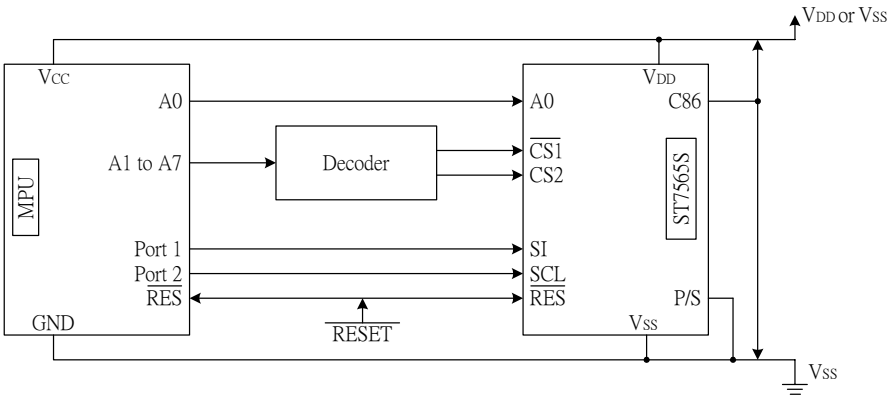 VDD or VSS
VCC
VDD
A0
A0
C86
CS1
A1 to A7
Decoder
CS2
MPU
ST7565S
Port 1
SI
Port 2
SCL
RES
RES
P/S
GND
RESET
VSS
VSS